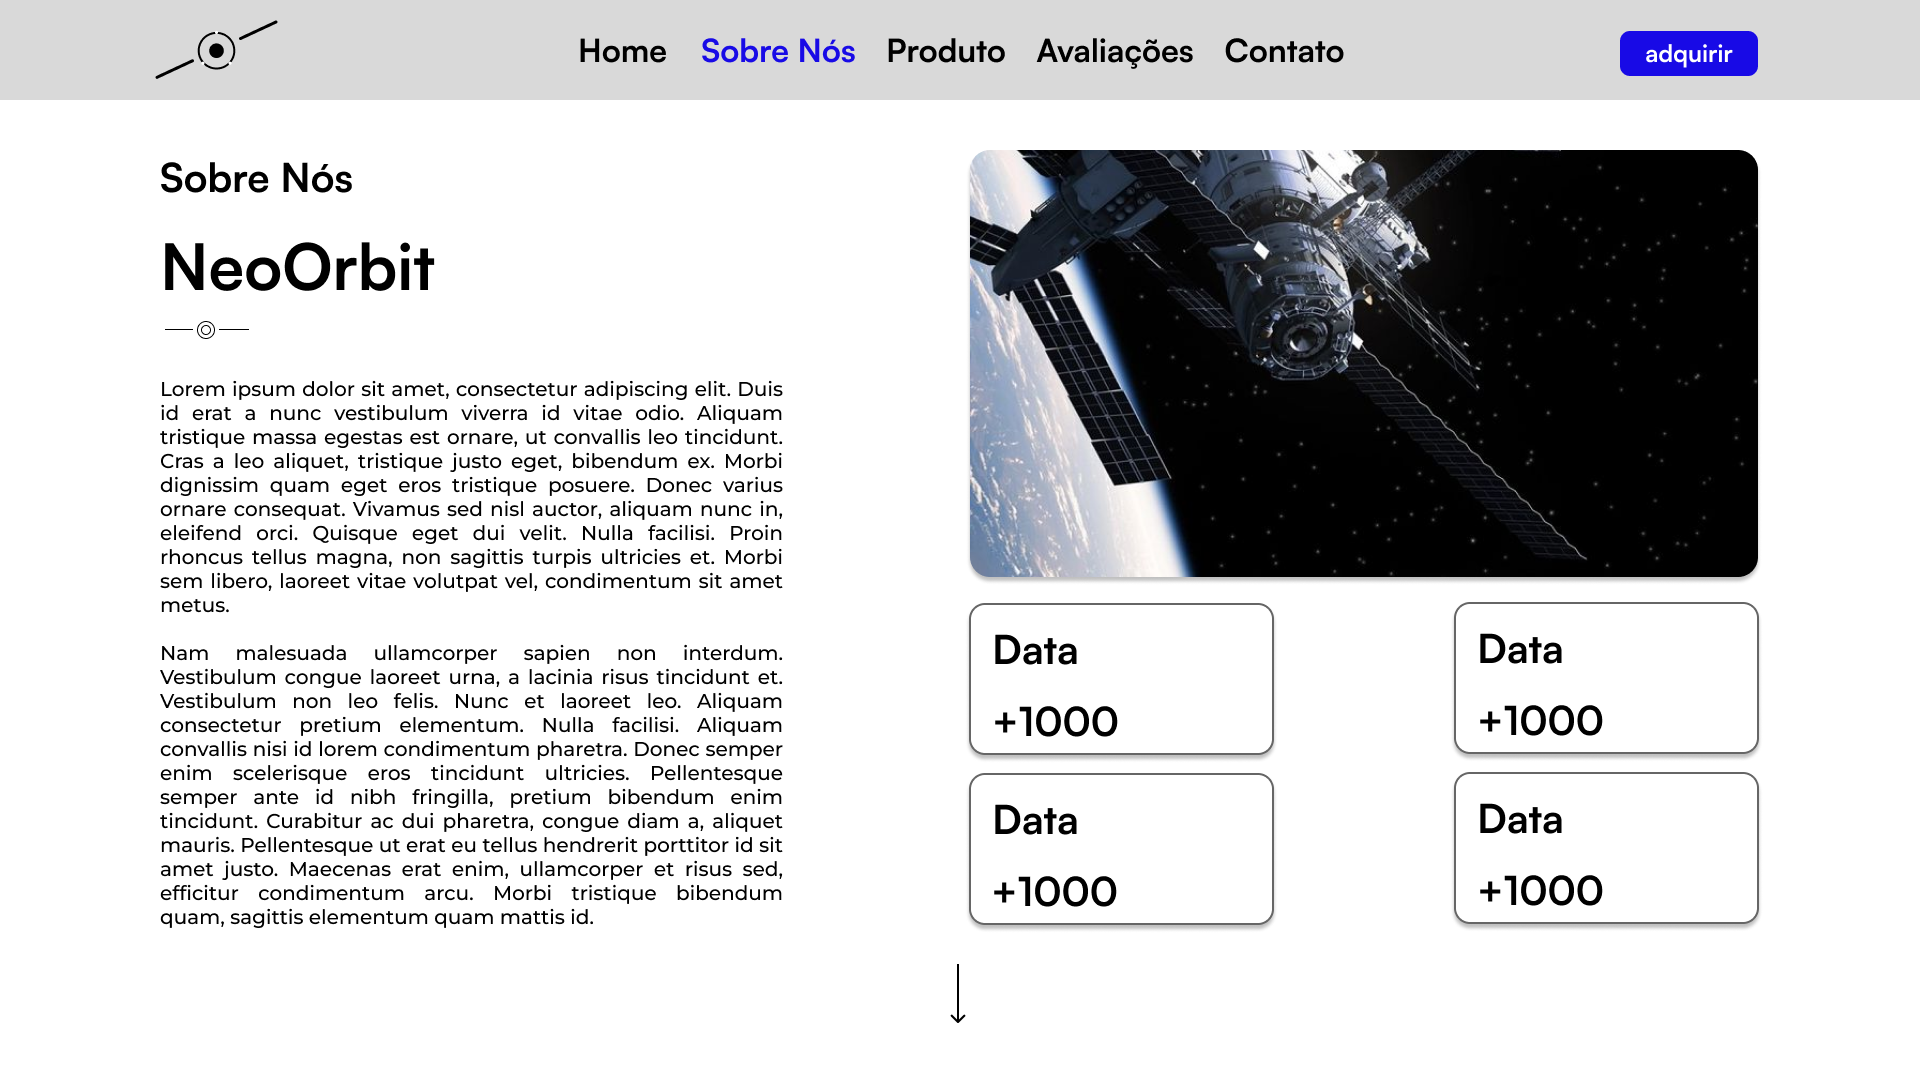 Home Sobre Nós Produto Avaliações Contato adquirir
Sobre Nós
NeoOrbit
Lorem ipsum dolor sit amet, consectetur adipiscing elit. Duis
id erat a nunc vestibulum viverra id vitae odio. Aliquam
tristique massa egestas est ornare, ut convallis leo tincidunt.
Cras a leo aliquet, tristique justo eget, bibendum ex. Morbi
dignissim quam eget eros tristique posuere. Donec varius
ornare consequat. Vivamus sed nisl auctor, aliquam nunc in,
eleifend orci. Quisque eget dui velit. Nulla facilisi. Proin
rhoncus tellus magna, non sagittis turpis ultricies et. Morbi
sem libero, laoreet vitae volutpat vel, condimentum sit amet
metus.
Nam malesuada ullamcorper sapien non interdum.
Vestibulum congue laoreet urna, a lacinia risus tincidunt et.
Vestibulum non leo felis. Nunc et laoreet leo. Aliquam
consectetur pretium elementum. Nulla facilisi. Aliquam
convallis nisi id lorem condimentum pharetra. Donec semper
enim scelerisque eros tincidunt ultricies. Pellentesque
semper ante id nibh fringilla, pretium bibendum enim
tincidunt. Curabitur ac dui pharetra, congue diam a, aliquet
mauris. Pellentesque ut erat eu tellus hendrerit porttitor id sit
amet justo. Maecenas erat enim, ullamcorper et risus sed,
efficitur condimentum arcu. Morbi tristique bibendum
quam, sagittis elementum quam mattis id.
Data
+1000
Data
+1000
Data
+1000
Data
+1000